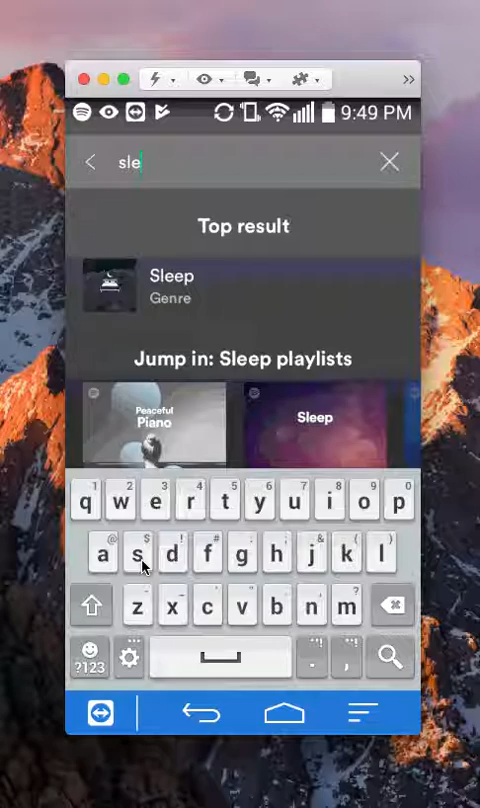 9:49 PM
sle
Top result
Sleep
Genre
Jump in: Sleep playlists
Peaceful
Piano
Sleep
1 2 3 4 5 6 7 8 9 0
q w e r t y u i o p
@ $ ! # & - + ( )
a s d f g h j k l
z x c v b n m ?
?123 . ,